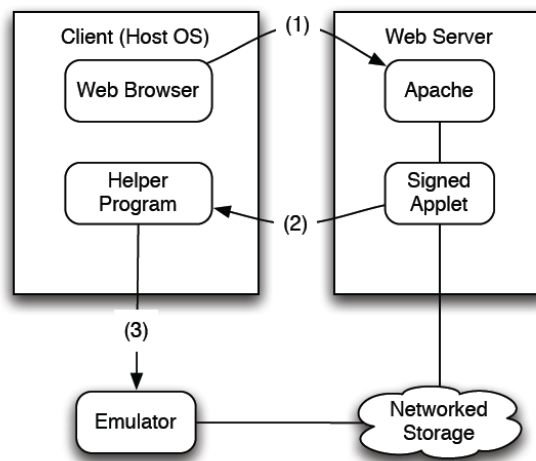 Client (Host OS)
(1)
Web Server
Web Browser
Apache
Helper
Program
(2)
Signed
Applet
(3)
Emulator
Networked
Storage